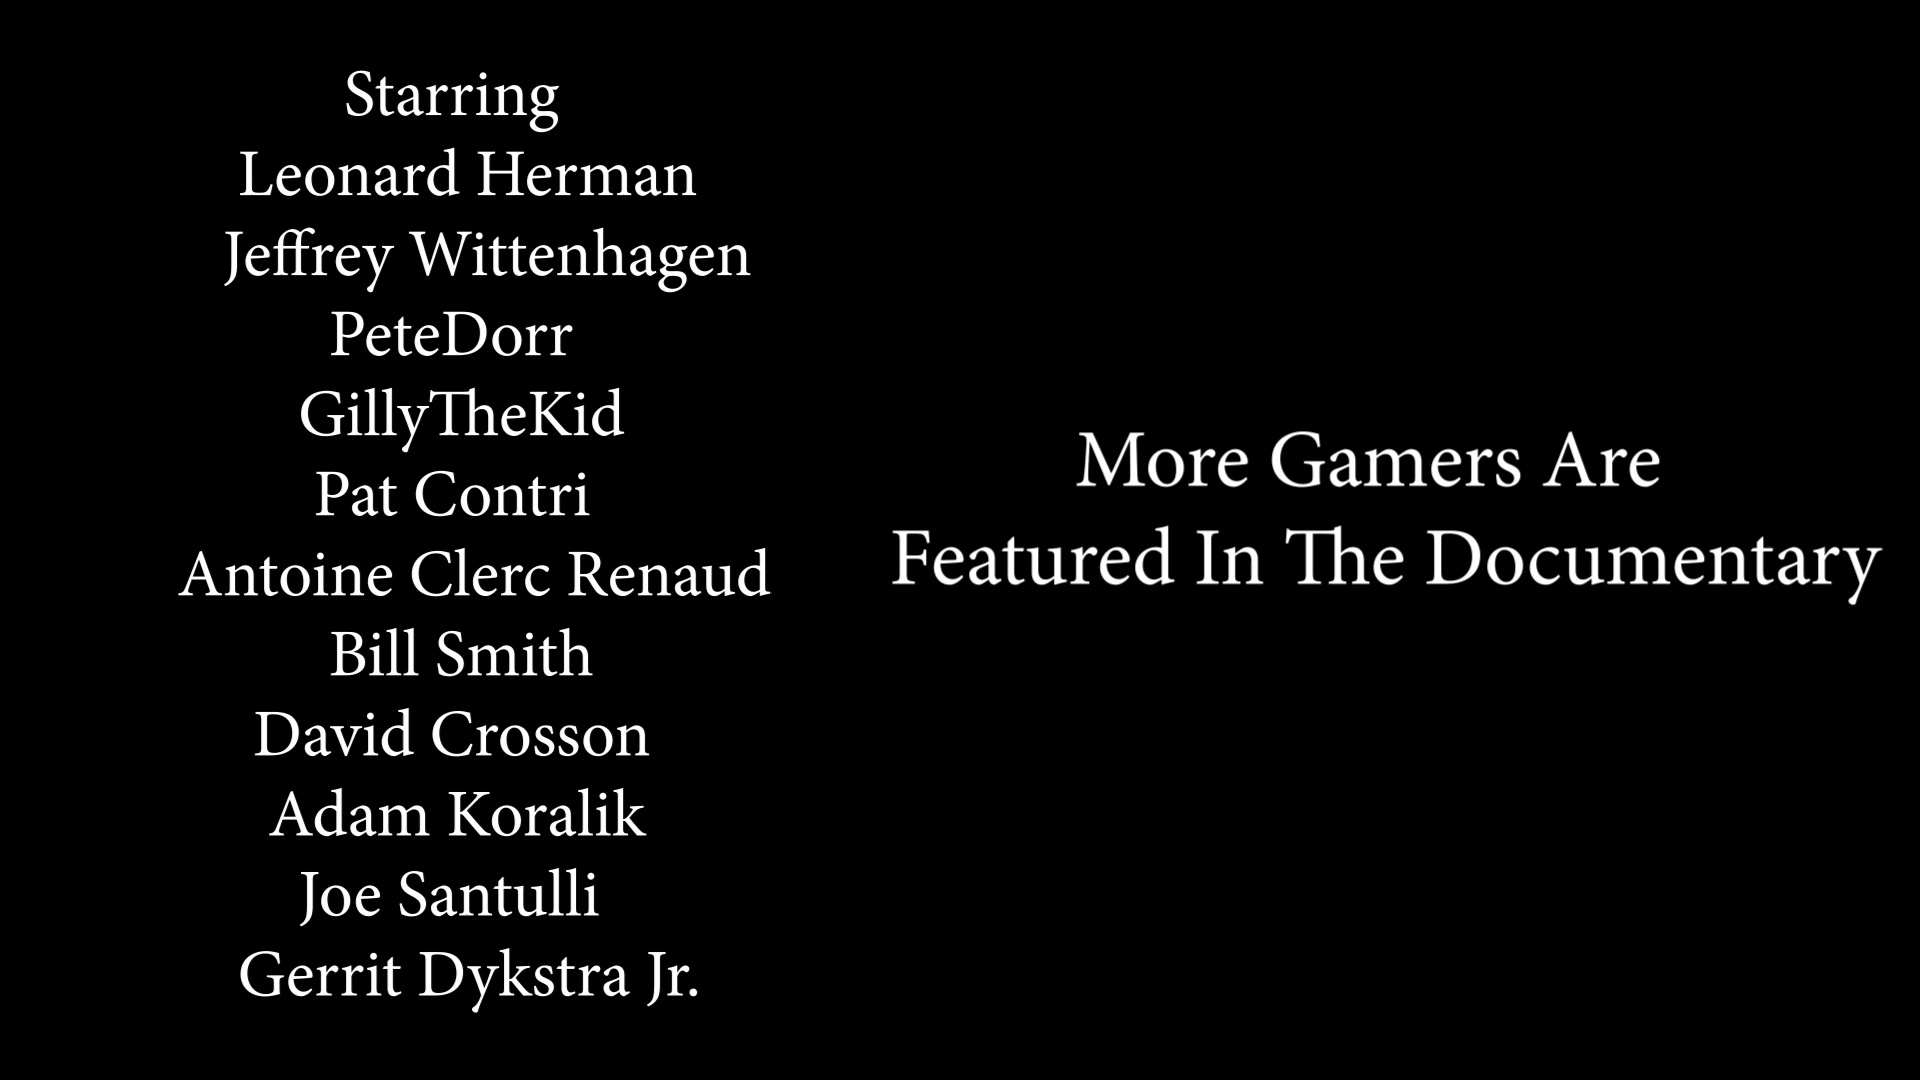 Starring
Leonard Herman
Jeffrey Wittenhagen
PeteDorr
GillyTheKid
Pat Contri
Antoine Clerc Renaud
Bill Smith
David Crosson
Adam Koralik
Joe Santulli
Gerrit Dykstra Jr.
More Gamers Are
Featured In The Documentary